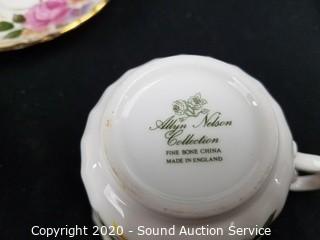 Allyn Nelson
Collection
FINE BONE CHINA
MADE IN ENGLAND
Copyright © 2020 - Sound Auction Service